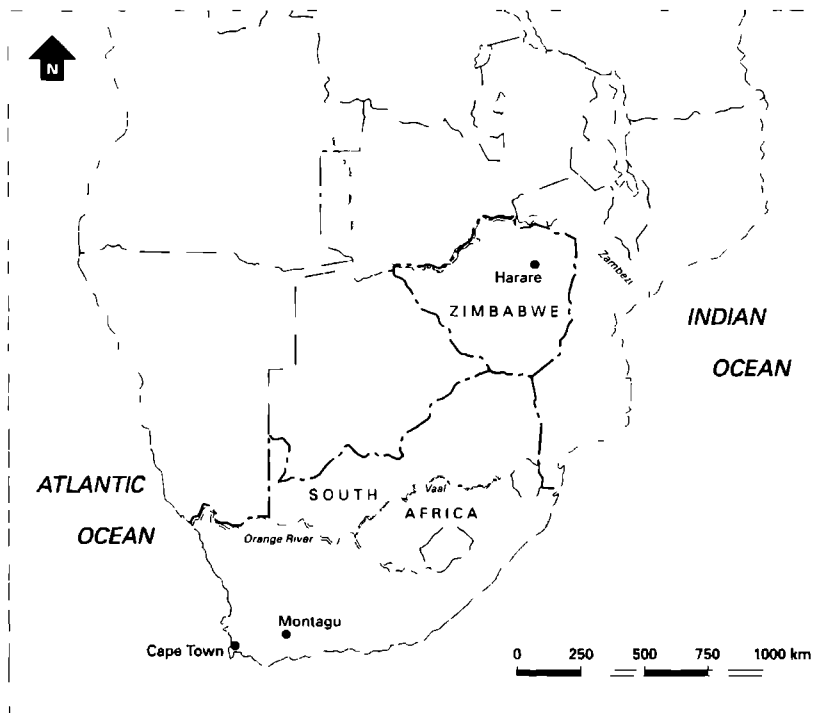 N
Harare
ZIMBABWE
Zambezi
INDIAN
OCEAN
ATLANTIC
OCEAN
SOUTH
AFRICA
Vaal
Orange River
Montagu
Cape Town
0 250 500 750 1000 km